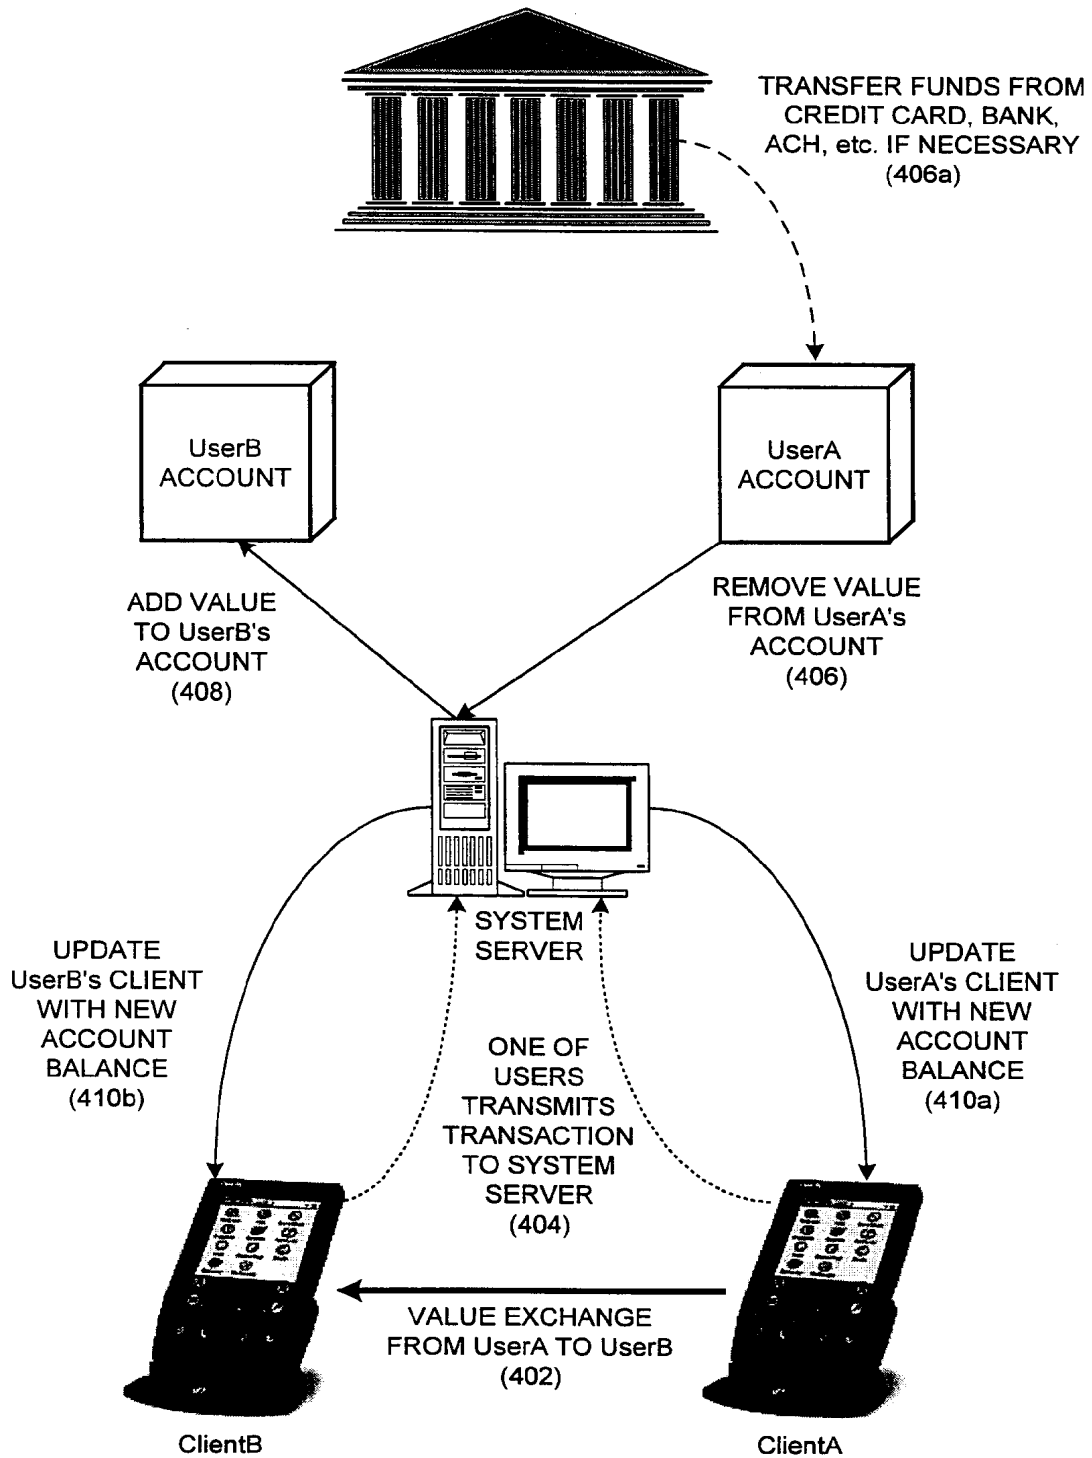 TRANSFER FUNDS FROM
CREDIT CARD, BANK,
ACH, etc. IF NECESSARY
(406a)
UserB
ACCOUNT
UserA
ACCOUNT
ADD VALUE
TO UserB's
ACCOUNT
(408)
REMOVE VALUE
FROM UserA's
ACCOUNT
(406)
SYSTEM
SERVER
UPDATE
UserB's CLIENT
WITH NEW
ACCOUNT
BALANCE
(410b)
ONE OF
USERS
TRANSMITS
TRANSACTION
TO SYSTEM
SERVER
(404)
UPDATE
UserA's CLIENT
WITH NEW
ACCOUNT
BALANCE
(410a)
VALUE EXCHANGE
FROM UserA TO UserB
(402)
ClientB
ClientA